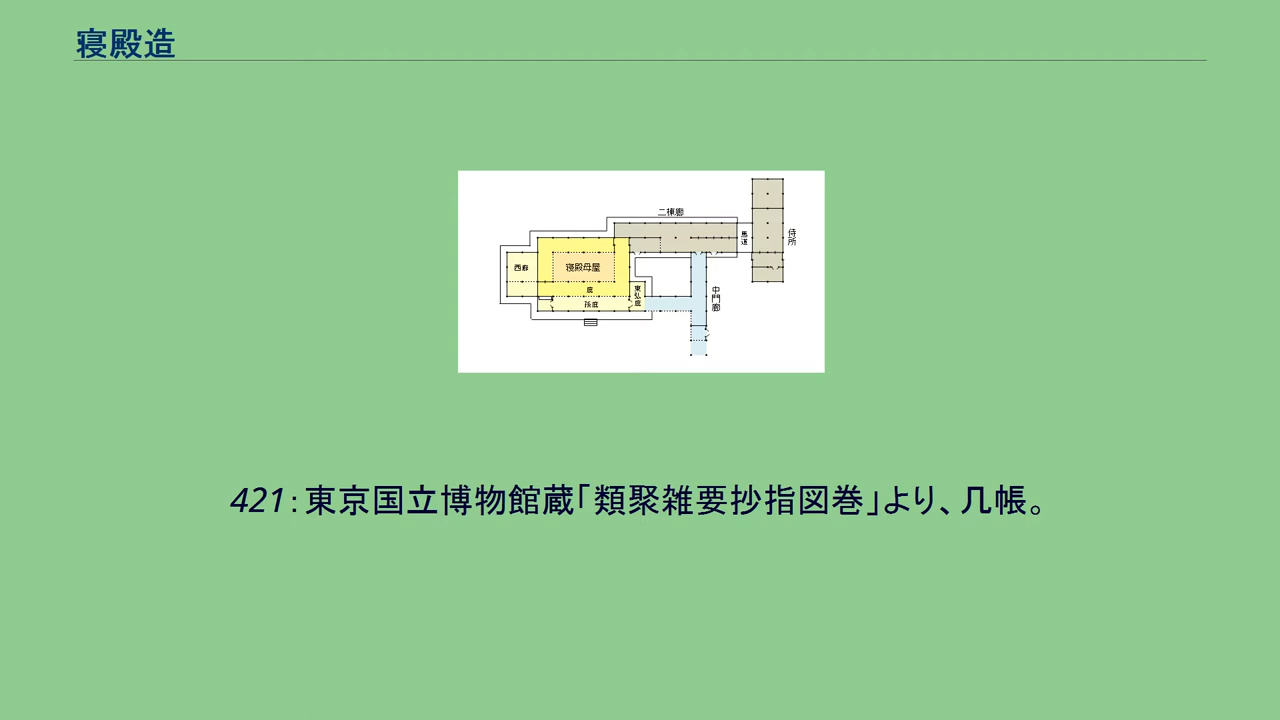 寝殿造
二棟廊
馬道
侍所
西廊
寝殿母屋
庇
東弘庇
孫庇
中門廊
421:東京国立博物館蔵「類聚雑要抄指図巻」より、几帳。